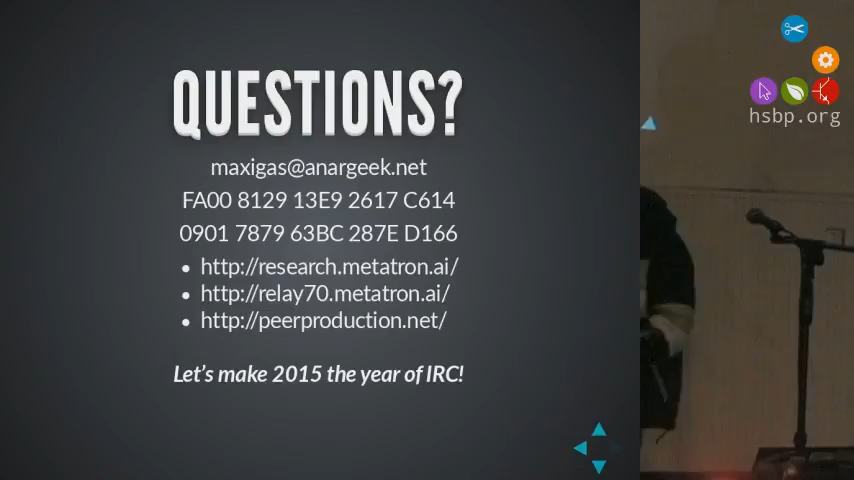 QUESTIONS?
maxigas@anargeek.net
FA00 8129 13E9 2617 C614
0901 7879 63BC 287E D166
http://research.metatron.ai/
http://relay70.metatron.ai/
http://peerproduction.net/
Let's make 2015 the year of IRC!
hsbp.org